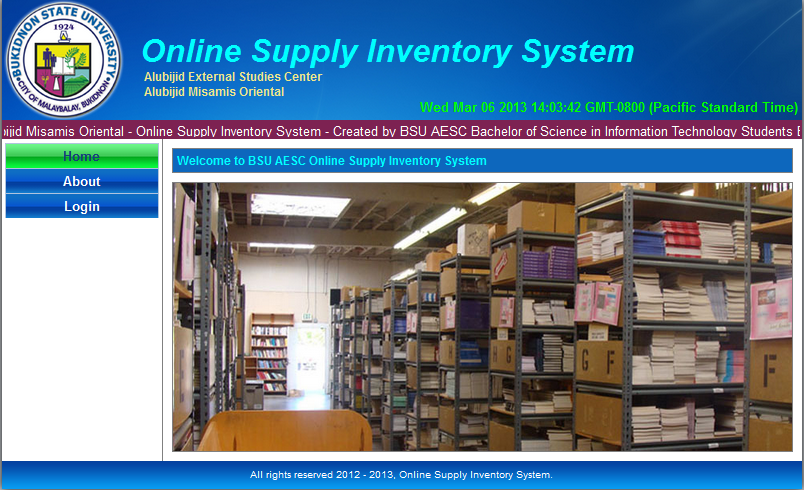 BUKIDNON STATE UNIVERSITY
1924
CITY OF MALAYBALAY, BUKIDNON
Online Supply Inventory System
Alubijid External Studies Center
Alubijid Misamis Oriental
Wed Mar 06 2013 14:03:42 GMT-0800 (Pacific Standard Time)
Misamis Oriental - Online Supply Inventory System - Created by BSU AESC Bachelor of Science in Information Technology Students
Home
About
Login
Welcome to BSU AESC Online Supply Inventory System
H
G
F
F
All rights reserved 2012 - 2013, Online Supply Inventory System.